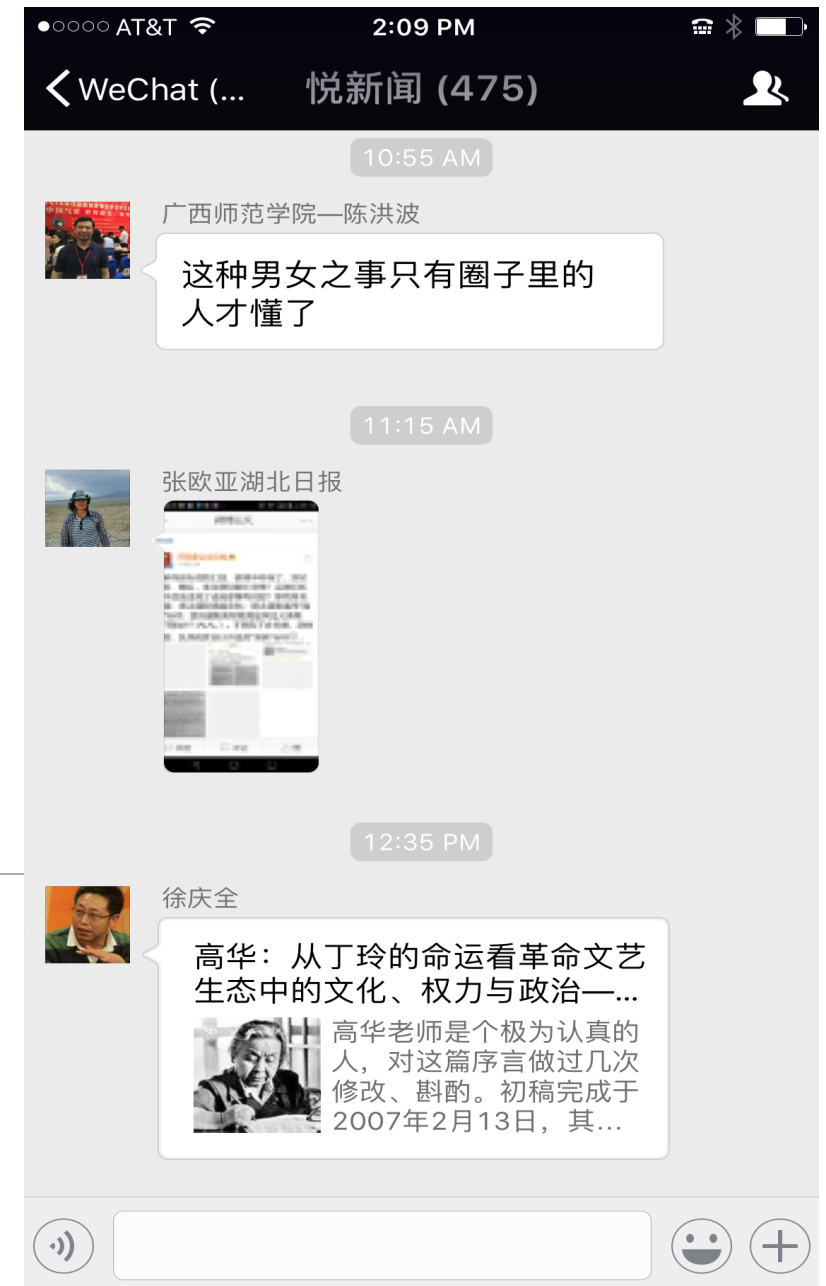 AT&T 2:09 PM
WeChat (... 悦新闻 (475)
10:55 AM
广西师范学院—陈洪波
这种男女之事只有圈子里的
人才懂了
11:15 AM
张欧亚湖北日报
12:35 PM
徐庆全
高华：从丁玲的命运看革命文艺
生态中的文化、权力与政治—...
高华老师是个极为认真的
人，对这篇序言做过几次
修改、斟酌。初稿完成于
2007年2月13日，其...